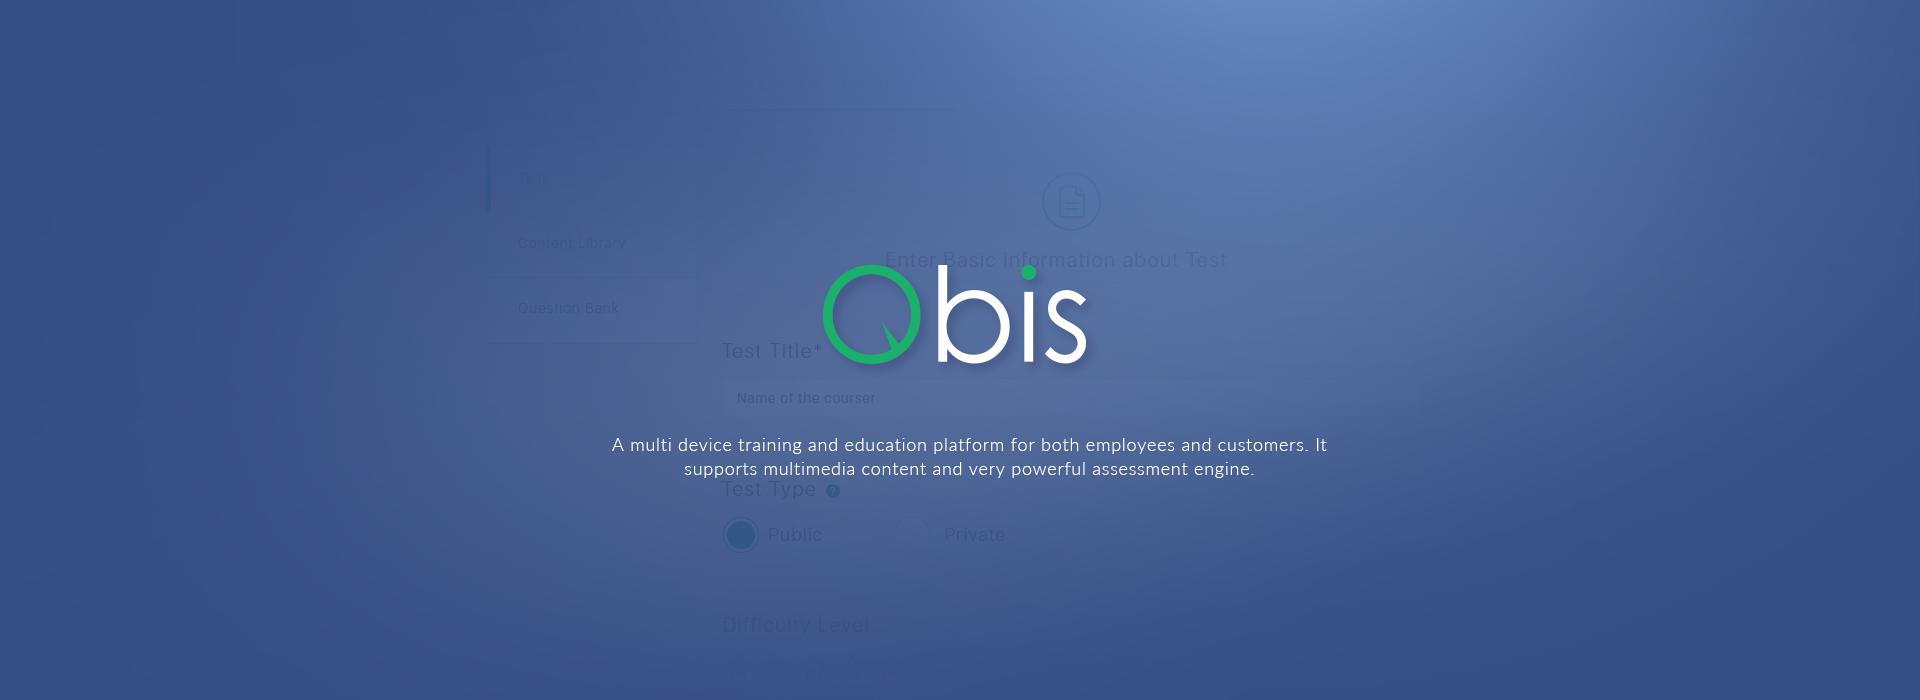 Test
Content Library
Question Bank
Enter Basic information about Test
Qbis
Test Title*
Name of the courser
A multi device training and education platform for both employees and customers. It
supports multimedia content and very powerful assessment engine.
Test Type ?
Public Private
Difficulty Level